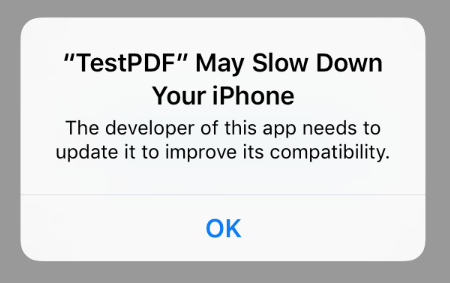 “TestPDF” May Slow Down
Your iPhone
The developer of this app needs to
update it to improve its compatibility.
OK